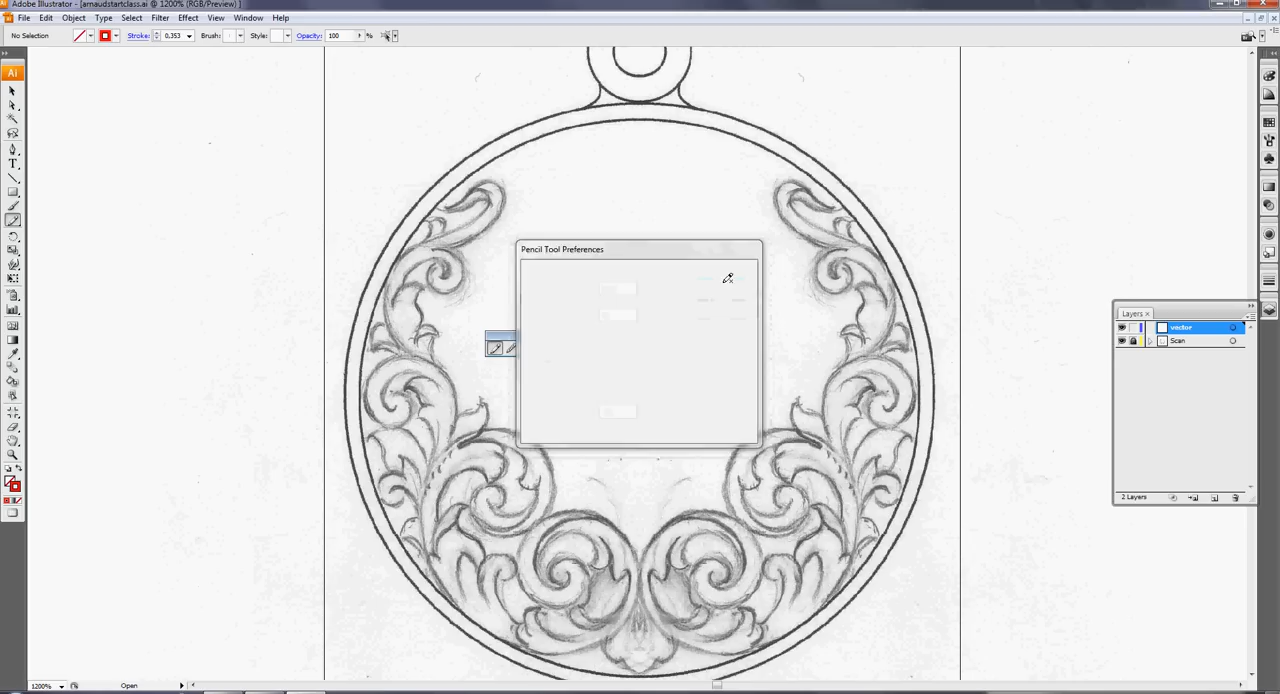 Adobe Illustrator - [arnaudstartclass.ai @ 1200% (RGB/Preview) ]
File Edit Object Type Select Filter Effect View Window Help
No Selection Stroke: 0,353 Brush: Style: Opacity: 100 %
Ai
Pencil Tool Preferences
Layers ×
vector
Scan
2 Layers
1200% Open